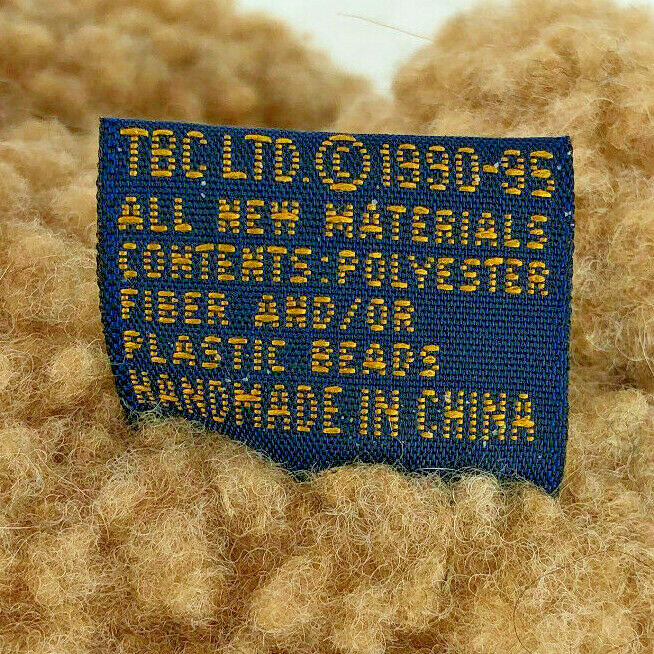 TBC LTD. © 1990-95
ALL NEW MATERIALS
CONTENTS: POLYESTER
FIBER AND/OR
PLASTIC BEADS
HANDMADE IN CHINA